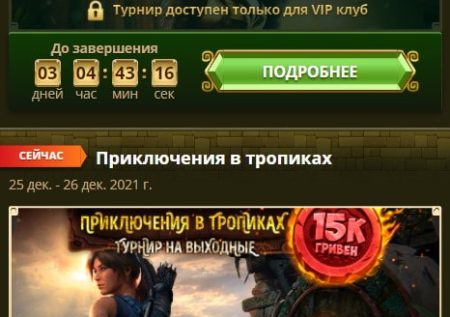 Турнир доступен только для VIP клуб
До завершения
03 : 04 : 43 : 16
дней час мин сек
ПОДРОБНЕЕ
СЕЙЧАС
Приключения в тропиках
25 дек. - 26 дек. 2021 г.
ПРИКЛЮЧЕНИЯ В ТРОПИКАХ
ТУРНИР НА ВЫХОДНЫЕ
15К
ГРИВЕН